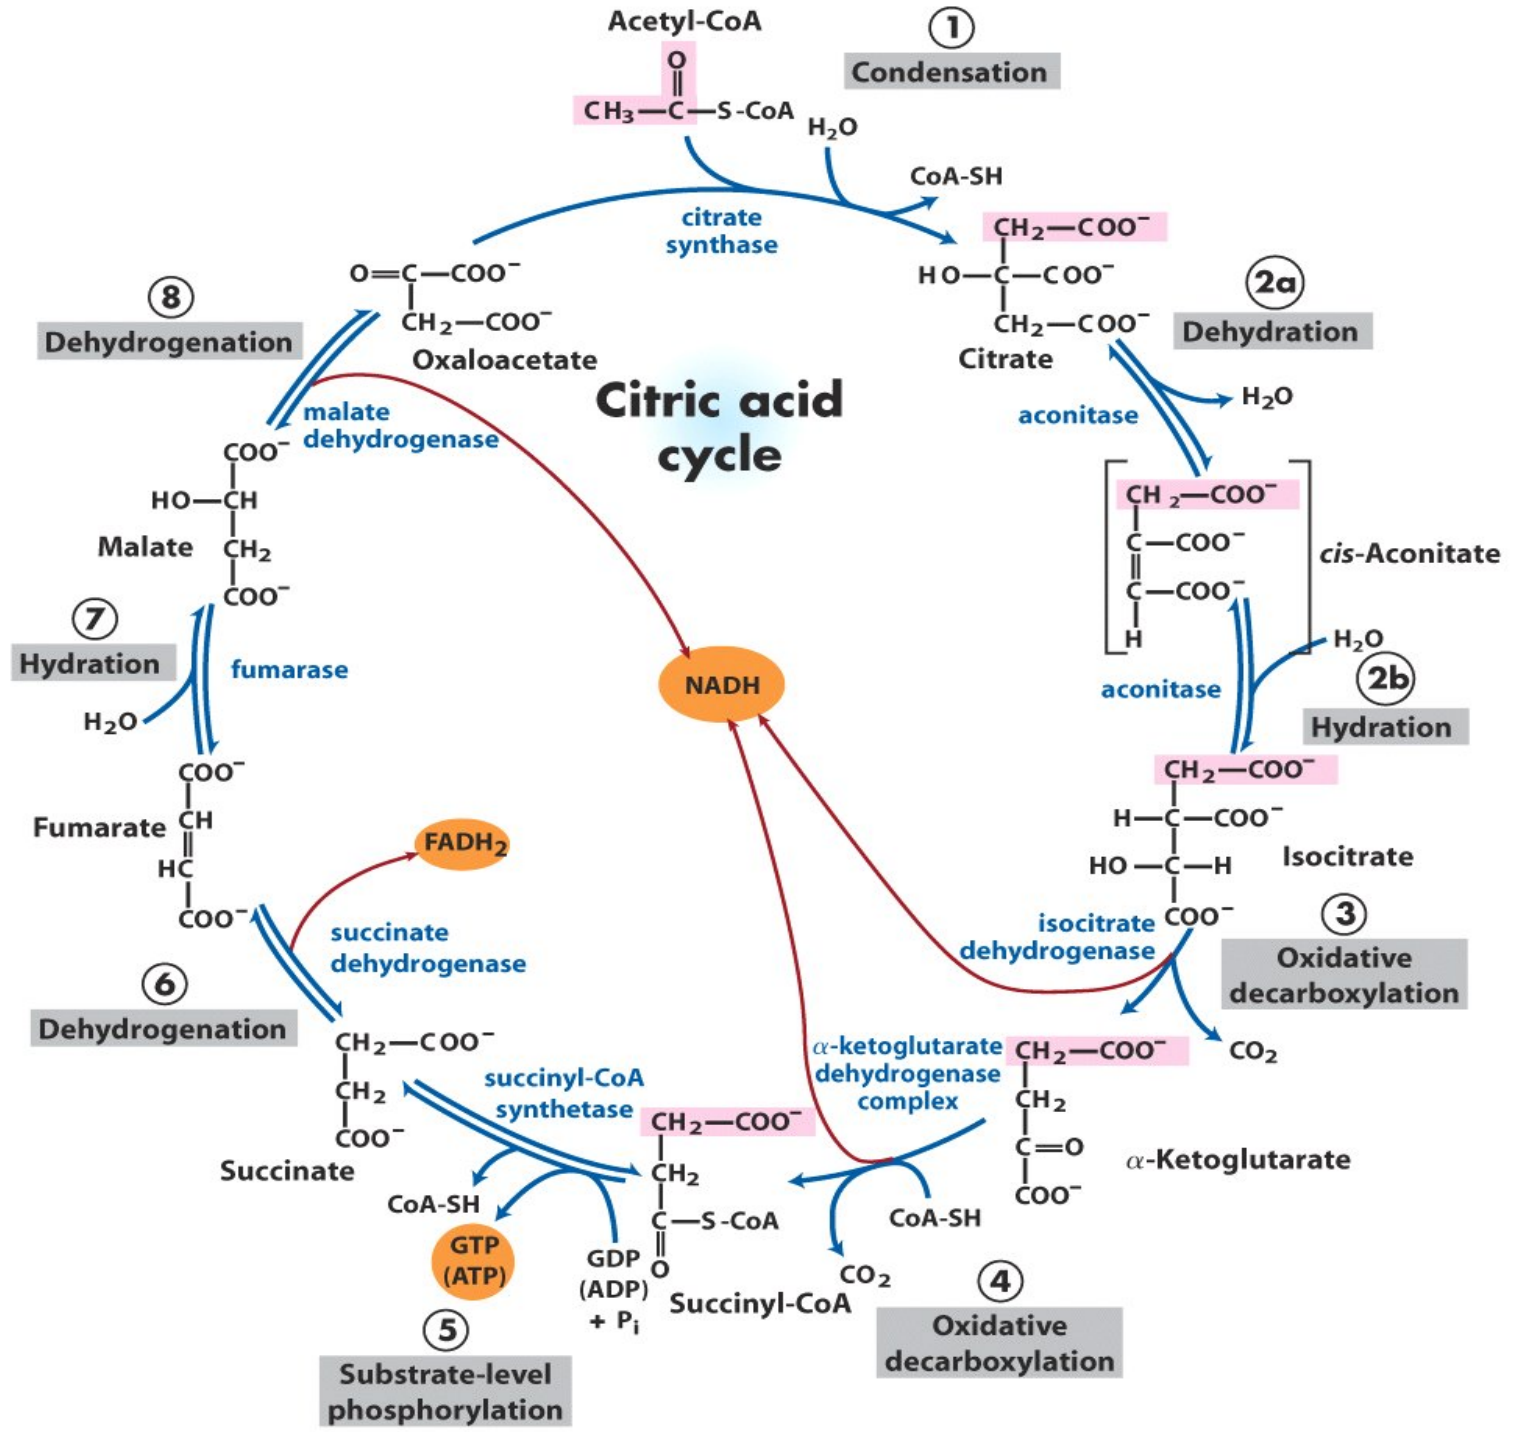 Acetyl-CoA
O
CH₃—C—S-CoA
①
Condensation
H₂O
CoA-SH
citrate
synthase
CH₂—COO⁻
HO—C—COO⁻
CH₂—COO⁻
Citrate
2a
Dehydration
H₂O
aconitase
CH₂—COO⁻
C—COO⁻
C—COO⁻
H
cis-Aconitate
H₂O
aconitase
2b
Hydration
CH₂—COO⁻
H—C—COO⁻
HO—C—H
COO⁻
Isocitrate
③
Oxidative
decarboxylation
isocitrate
dehydrogenase
CO₂
CH₂—COO⁻
CH₂
C=O
COO⁻
α-Ketoglutarate
α-ketoglutarate
dehydrogenase
complex
CoA-SH
CO₂
④
Oxidative
decarboxylation
CH₂—COO⁻
CH₂
C—S-CoA
O
Succinyl-CoA
succinyl-CoA
synthetase
GDP
(ADP)
+ Pᵢ
CoA-SH
GTP
(ATP)
⑤
Substrate-level
phosphorylation
CH₂—COO⁻
CH₂
COO⁻
Succinate
⑥
Dehydrogenation
succinate
dehydrogenase
FADH₂
COO⁻
CH
HC
COO⁻
Fumarate
⑦
Hydration
H₂O
fumarase
COO⁻
HO—CH
CH₂
COO⁻
Malate
⑧
Dehydrogenation
malate
dehydrogenase
O=C—COO⁻
CH₂—COO⁻
Oxaloacetate
Citric acid
cycle
NADH